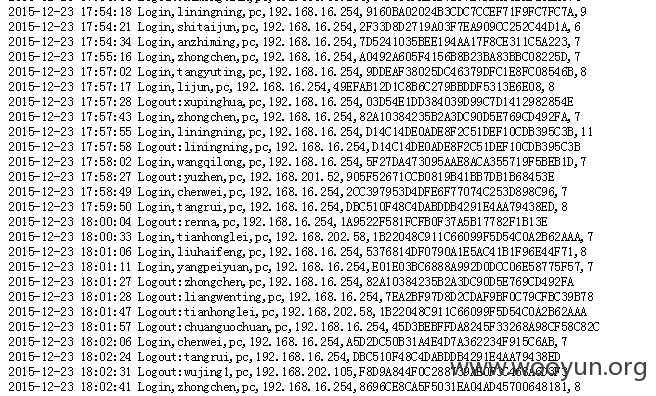 2015-12-23 17:54:18 Login,liningning,pc,192.168.16.254,9160BA02024B3CDC7CCEF71F9FC7FC7A,9
2015-12-23 17:54:21 Login,shitaijun,pc,192.168.16.254,2F33D8D2719A03F7EA909CC252C44D1A,6
2015-12-23 17:54:34 Login,anzhiming,pc,192.168.16.254,7D5241035BEE194AA17F8CE311C5A223,7
2015-12-23 17:55:16 Login,zhongchen,pc,192.168.16.254,A0492A605F4156B8B23BA83BBC08225D,7
2015-12-23 17:57:02 Login,tangyuting,pc,192.168.16.254,9DDEAF38025DC46379DFC1E8FC08546B,8
2015-12-23 17:57:17 Login,lijun,pc,192.168.16.254,49EFAB12D1C8B6C279BBDDF5313E6E08,8
2015-12-23 17:57:28 Logout:xupinghua,pc,192.168.16.254,03D54E1DD384039D99C7D1412982854E
2015-12-23 17:57:43 Login,zhongchen,pc,192.168.16.254,82A10384235B2A3DC90D5E769CD492FA,7
2015-12-23 17:57:55 Login,liningning,pc,192.168.16.254,D14C14DE0ADE8F2C51DEF10CDB395C3B,11
2015-12-23 17:57:58 Logout:liningning,pc,192.168.16.254,D14C14DE0ADE8F2C51DEF10CDB395C3B
2015-12-23 17:58:02 Login,wangqilong,pc,192.168.16.254,5F27DA473095AAE8ACA355719F5BEB1D,7
2015-12-23 17:58:27 Logout:yuzhen,pc,192.168.201.52,905F52671CCB0819B41BB7DB1B68453E
2015-12-23 17:58:49 Login,chenwei,pc,192.168.16.254,2CC397953D4DFE6F77074C253D898C96,7
2015-12-23 17:59:50 Login,tangrui,pc,192.168.16.254,DBC510F48C4DABDDB4291E4AA79438ED,8
2015-12-23 18:00:04 Logout:renna,pc,192.168.16.254,1A9522F581FCFB0F37A5B17782F1B13E
2015-12-23 18:00:33 Login,tianhonglei,pc,192.168.202.58,1B22048C911C66099F5D54C0A2B62AAA,7
2015-12-23 18:01:06 Login,liuhaifeng,pc,192.168.16.254,5376814DF0790A1E5AC41B1F96E44F71,8
2015-12-23 18:01:11 Login,yangpeiyuan,pc,192.168.16.254,E01E03BC6888A992D0DCC06E58775F57,7
2015-12-23 18:01:27 Logout:zhongchen,pc,192.168.16.254,82A10384235B2A3DC90D5E769CD492FA
2015-12-23 18:01:28 Logout:liangwenting,pc,192.168.16.254,7EA2BF97D8D2CDAF9BF0C79CFBC39B78
2015-12-23 18:01:47 Logout:tianhonglei,pc,192.168.202.58,1B22048C911C66099F5D54C0A2B62AAA
2015-12-23 18:01:57 Logout:chuanguochuan,pc,192.168.16.254,45D3BEBFFDA8245F33268A98CF58C82C
2015-12-23 18:02:06 Login,chenwei,pc,192.168.16.254,A5D2DC50B31A4E4D7A362234F915C6AB,7
2015-12-23 18:02:24 Logout:tangrui,pc,192.168.16.254,DBC510F48C4DABDDB4291E4AA79438ED
2015-12-23 18:02:31 Logout:wujing1,pc,192.168.202.105,
2015-12-23 18:02:41 Login,zhongchen,pc,192.168.16.254,8696CE8CA5F5031EA04AD45700648181,8
www.wooyun.org